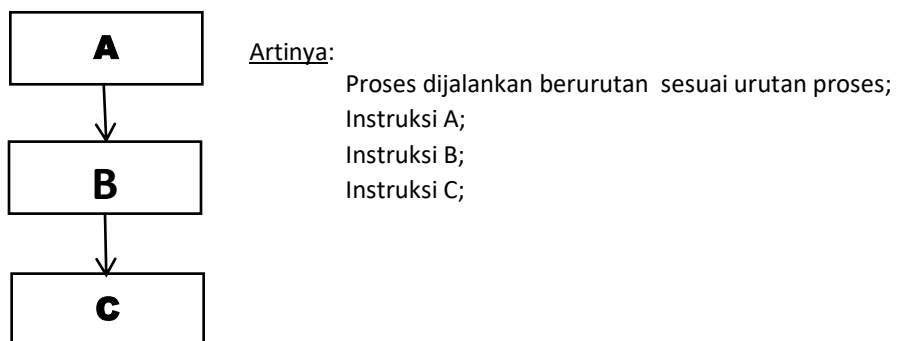 A
B
C
Artinya:
Proses dijalankan berurutan sesuai urutan proses;
Instruksi A;
Instruksi B;
Instruksi C;